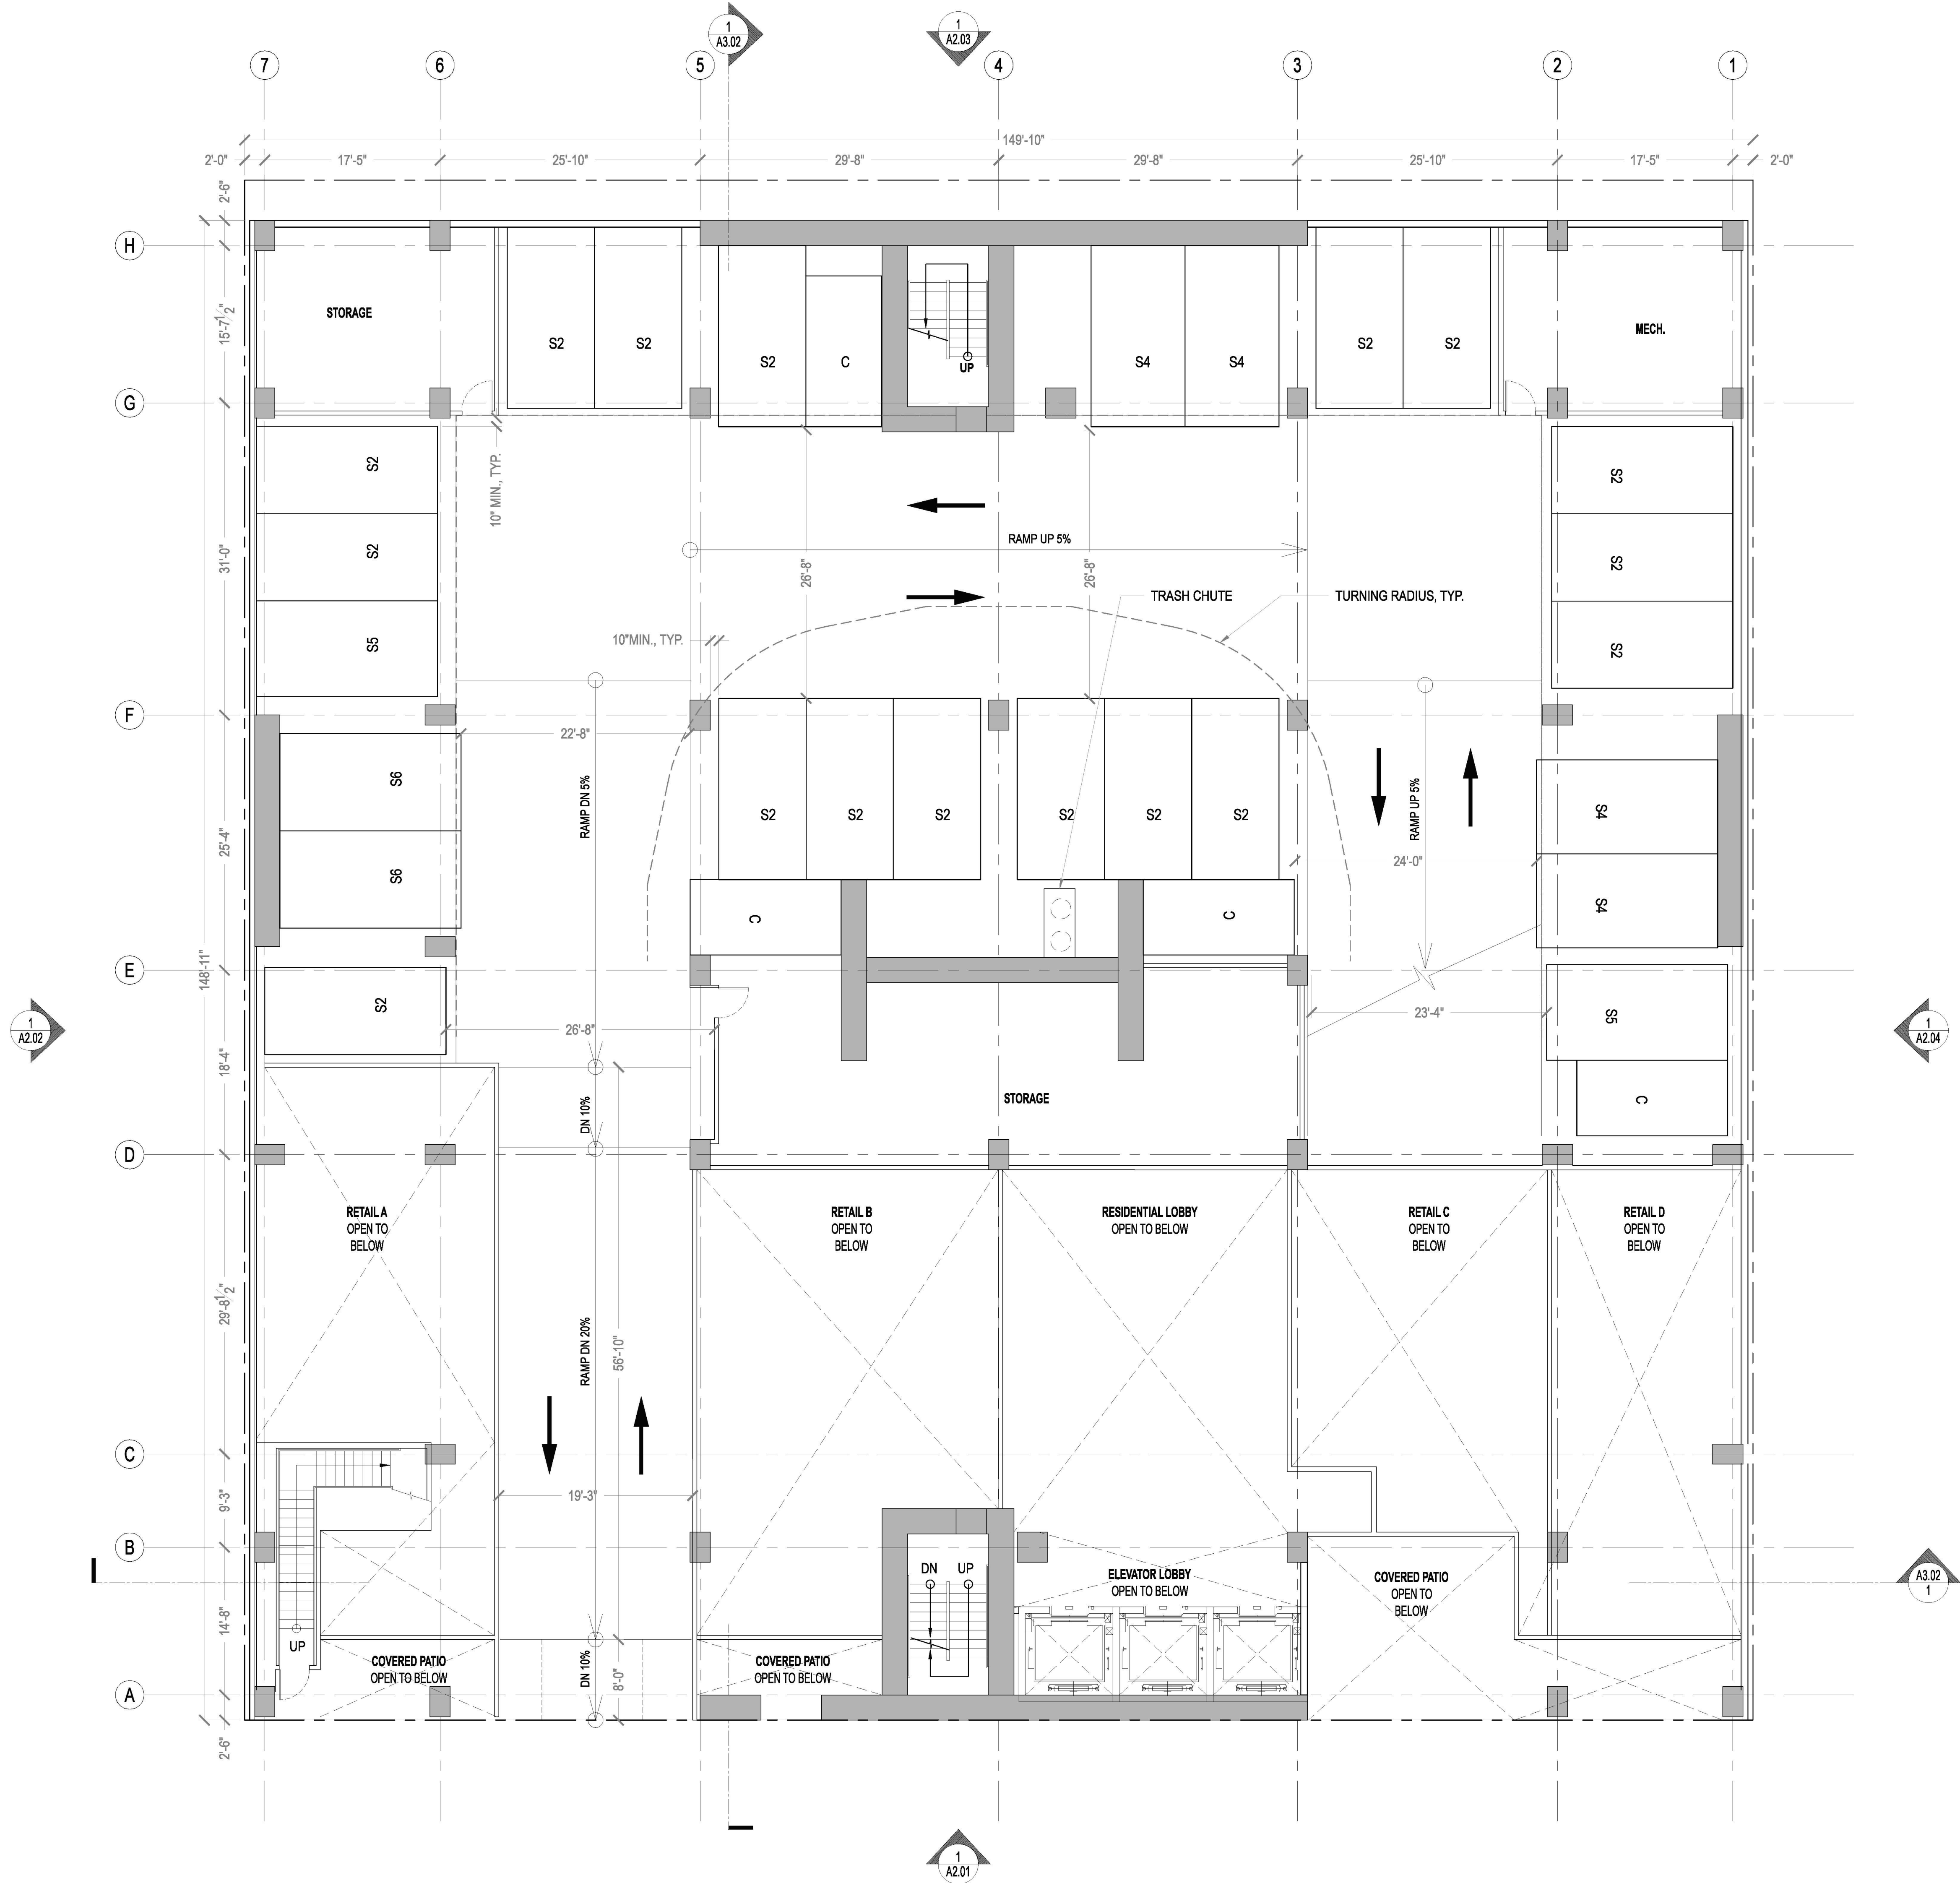 1
A3.02
1
A2.03
7
6
5
4
3
2
1
149'-10"
2'-0"
17'-5"
25'-10"
29'-8"
29'-8"
25'-10"
17'-5"
2'-0"
2'-6"
H
STORAGE
MECH.
15'-7 1/2"
S2
S2
S2
C
UP
S4
S4
S2
S2
G
S2
10" MIN., TYP.
S2
S2
31'-0"
RAMP UP 5%
26'-8"
26'-8"
S2
TRASH CHUTE
TURNING RADIUS, TYP.
S5
10"MIN., TYP.
S2
F
22'-8"
S6
RAMP DN 5%
S2
S2
S2
S2
S2
S2
RAMP UP 5%
S4
25'-4"
24'-0"
S6
C
C
S4
E
148'-11"
S2
S5
23'-4"
1
A2.02
26'-8"
1
A2.04
18'-4"
DN 10%
STORAGE
C
D
RETAIL A
OPEN TO
BELOW
RETAIL B
OPEN TO
BELOW
RESIDENTIAL LOBBY
OPEN TO BELOW
RETAIL C
OPEN TO
BELOW
RETAIL D
OPEN TO
BELOW
29'-8 1/2"
RAMP DN 20%
56'-10"
C
9'-3"
19'-3"
B
DN
UP
ELEVATOR LOBBY
OPEN TO BELOW
COVERED PATIO
OPEN TO
BELOW
A3.02
1
14'-8"
UP
COVERED PATIO
OPEN TO BELOW
DN 10%
8'-0"
COVERED PATIO
OPEN TO BELOW
A
2'-6"
1
A2.01